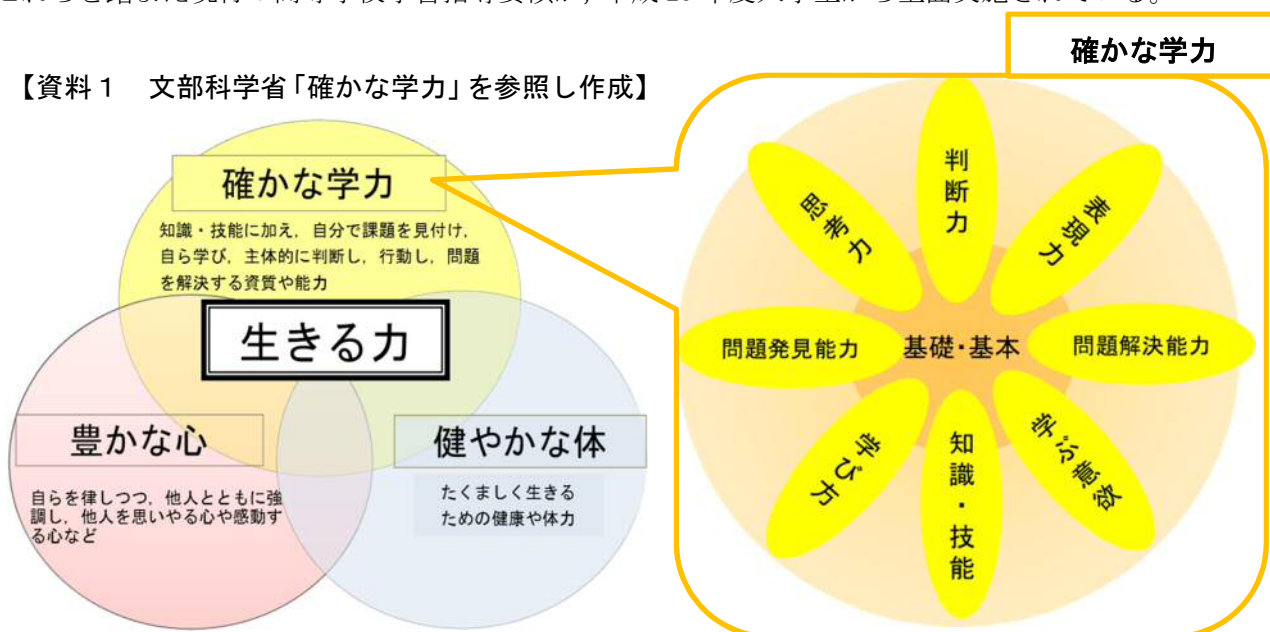 確かな学力
【資料1 文部科学省「確かな学力」を参照し作成】
確かな学力
知識・技能に加え,自分で課題を見付け,
自ら学び,主体的に判断し,行動し,問題
を解決する資質や能力
生きる力
豊かな心
自らを律しつつ,他人とともに強
調し,他人を思いやる心や感動す
る心など
健やかな体
たくましく生きる
ための健康や体力
判断力
思考力
表現力
問題発見能力
基礎・基本
問題解決能力
学び方
知識・技能
学ぶ意欲